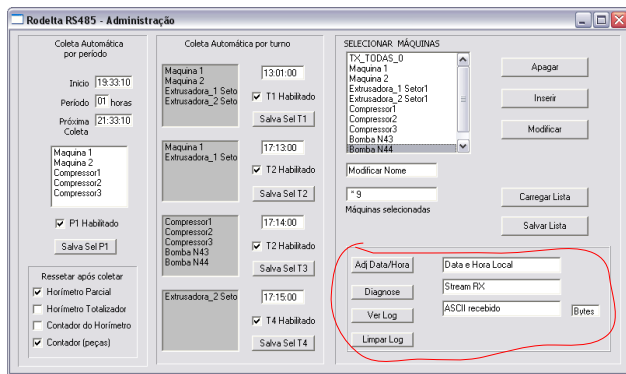 Rodelta RS485 - Administração
Coleta Automática
por período
Inicio 19:33:10
Período 01 horas
Próxima 21:33:10
Coleta
Maquina 1
Maquina 2
Compressor1
Compressor2
Compressor3
P1 Habilitado
Salva Sel P1
Ressetar após coletar
Horímetro Parcial
Horímetro Totalizador
Contador do Horímetro
Contador (peças)
Coleta Automática por turno
Maquina 1
Maquina 2
Extrusadora_1 Seto
Extrusadora_2 Seto
13:01:00
T1 Habilitado
Salva Sel T1
Maquina 1
Extrusadora_1 Seto
17:13:00
T2 Habilitado
Salva Sel T2
Compressor1
Compressor2
Compressor3
Bomba N43
Bomba N44
17:14:00
T2 Habilitado
Salva Sel T3
Extrusadora_2 Seto
17:15:00
T4 Habilitado
Salva Sel T4
SELECIONAR MÁQUINAS
TX_TODAS_0
Maquina 1
Maquina 2
Extrusadora_1 Setor1
Extrusadora_2 Setor1
Compressor1
Compressor2
Compressor3
Bomba N43
Bomba N44
Apagar
Inserir
Modificar
Modificar Nome
* 9
Máquinas selecionadas
Carregar Lista
Salvar Lista
Adj Data/Hora
Data e Hora Local
Diagnose
Stream RX
Ver Log
ASCII recebido
Bytes
Limpar Log